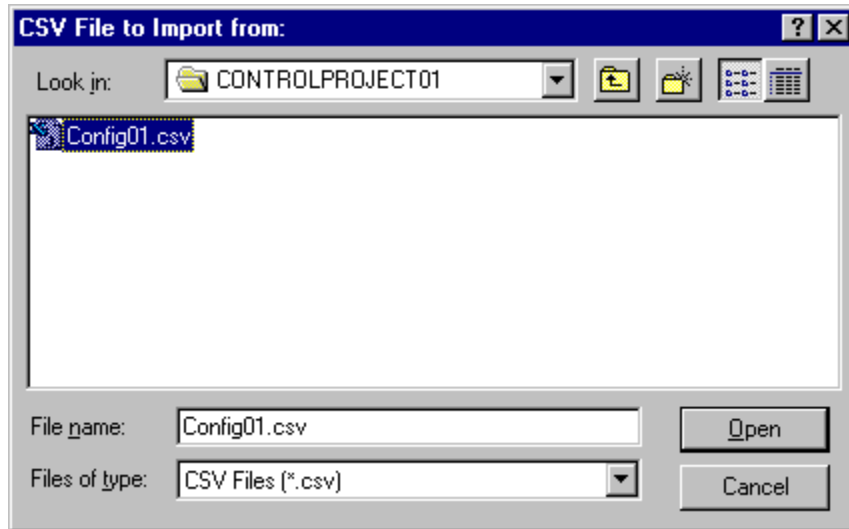 CSV File to Import from:
Look in: CONTROLPROJECT01
Config01.csv
File name: Config01.csv Open
Files of type: CSV Files (*.csv) Cancel